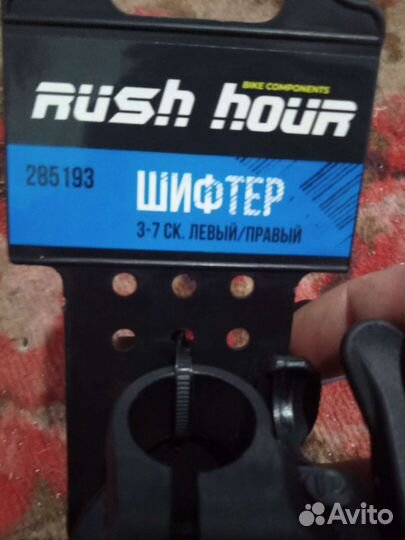 BIKE COMPONENTS
RUSH HOUR
285193
ШИФТЕР
3-7 СК. ЛЕВЫЙ/ПРАВЫЙ
Avito